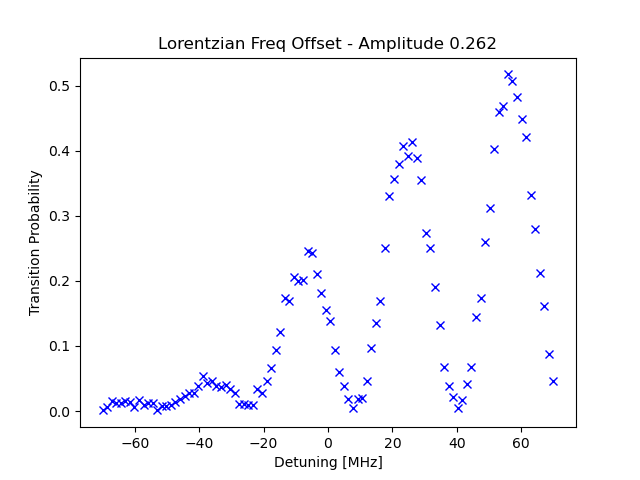 Lorentzian Freq Offset - Amplitude 0.262
Transition Probability
0.5
0.4
0.3
0.2
0.1
0.0
−60 −40 −20 0 20 40 60
Detuning [MHz]